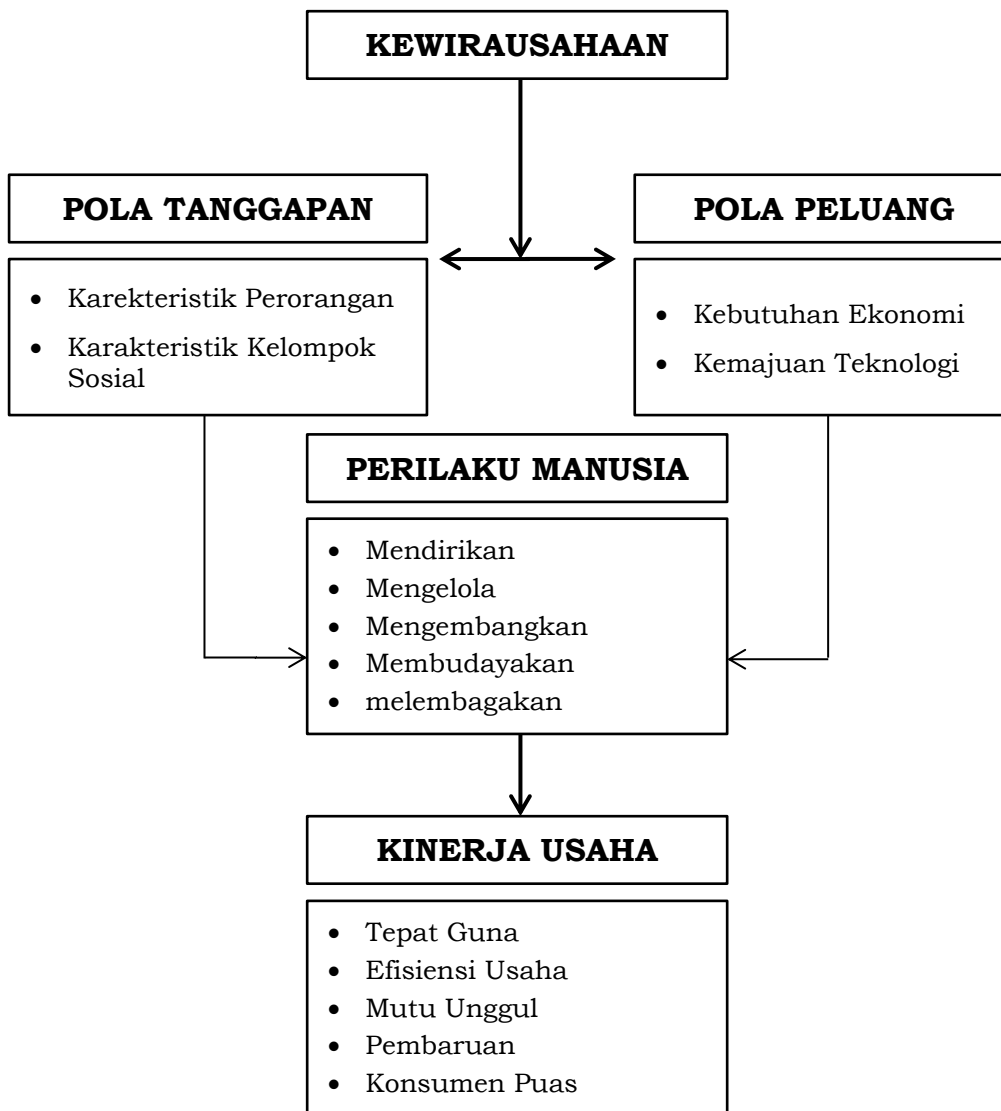 KEWIRAUSAHAAN
POLA TANGGAPAN
• Karekteristik Perorangan
• Karakteristik Kelompok
Sosial
POLA PELUANG
• Kebutuhan Ekonomi
• Kemajuan Teknologi
PERILAKU MANUSIA
• Mendirikan
• Mengelola
• Mengembangkan
• Membudayakan
• melembagakan
KINERJA USAHA
• Tepat Guna
• Efisiensi Usaha
• Mutu Unggul
• Pembaruan
• Konsumen Puas